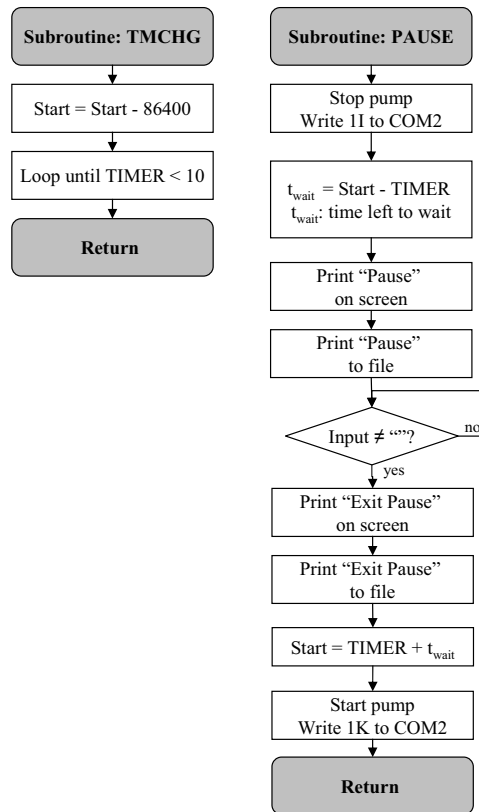 Subroutine: TMCHG
Start = Start - 86400
Loop until TIMER < 10
Return
Subroutine: PAUSE
Stop pump
Write 1I to COM2
t_wait = Start - TIMER
t_wait: time left to wait
Print “Pause”
on screen
Print “Pause”
to file
Input ≠ “”?
no
yes
Print “Exit Pause”
on screen
Print “Exit Pause”
to file
Start = TIMER + t_wait
Start pump
Write 1K to COM2
Return